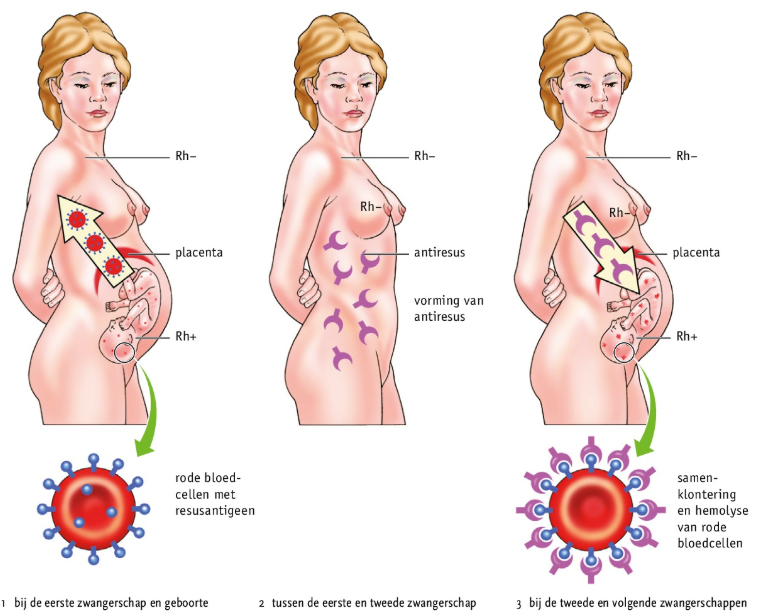 Rh–
placenta
Rh+
rode bloed-
cellen met
resusantigeen
1 bij de eerste zwangerschap en geboorte
Rh–
Rh–
antiresus
vorming van
antiresus
2 tussen de eerste en tweede zwangerschap
Rh–
Rh–
placenta
Rh+
samen-
klontering
en hemolyse
van rode
bloedcellen
3 bij de tweede en volgende zwangerschappen